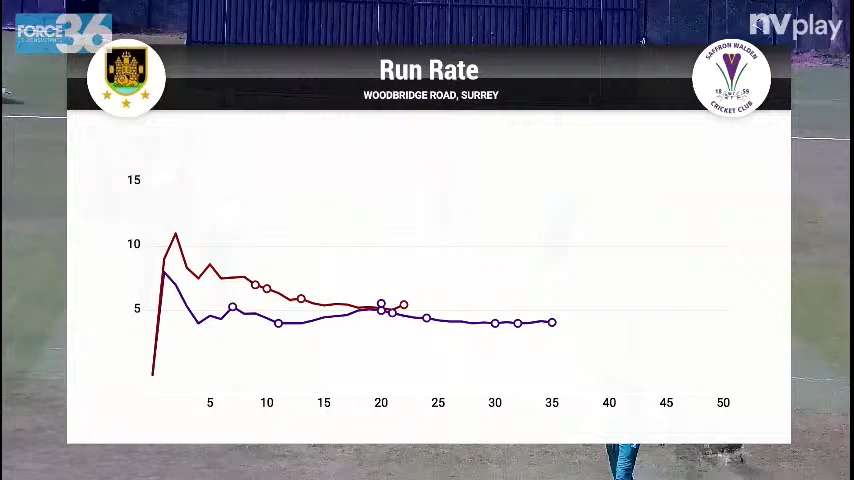 FORCE 36
nvplay
Run Rate
WOODBRIDGE ROAD, SURREY
SAFFRON WALDEN
18 59
CRICKET CLUB
15
10
5
5 10 15 20 25 30 35 40 45 50